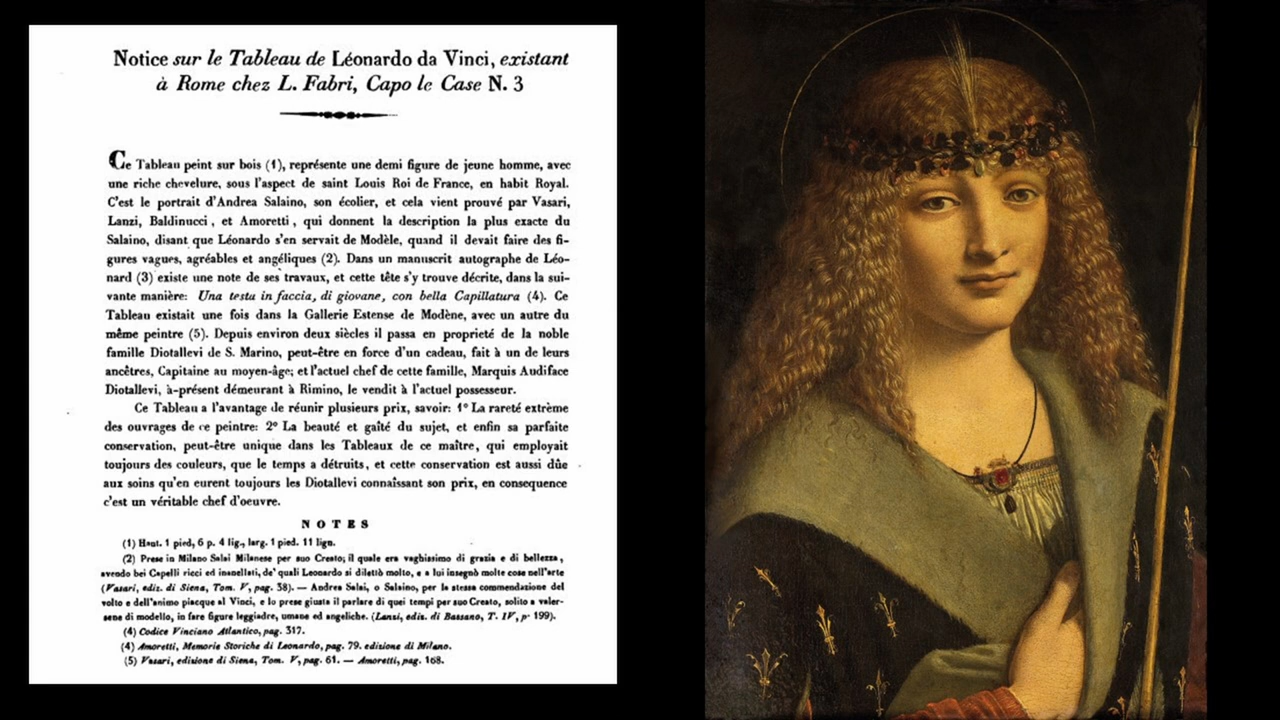 Notice sur le Tableau de Léonardo da Vinci, existant
à Rome chez L. Fabri, Capo le Case N. 3
Ce Tableau peint sur bois (1), représente une demi figure de jeune homme, avec
une riche chevelure, sous l'aspect de saint Louis Roi de France, en habit Royal.
C'est le portrait d'Andrea Salaino, son écolier, et cela vient prouvé par Vasari,
Lanzi, Baldinucci, et Amoretti, qui donnent la description la plus exacte du
Salaino, disant que Léonardo s'en servait de Modèle, quand il devait faire des fi-
gures vagues, agréables et angéliques (2). Dans un manuscrit autographe de Léo-
nard (3) existe une note de ses travaux, et cette tête s'y trouve décrite, dans la sui-
vante manière: Una testa in faccia, di giovane, con bella Capillatura (4). Ce
Tableau existait une fois dans la Gallerie Estense de Modène, avec un autre du
même peintre (5). Depuis environ deux siècles il passa en proprieté de la noble
famille Diotallevi de S. Marino, peut-être en force d'un cadeau, fait à un de leurs
ancêtres, Capitaine au moyen-âge; et l'actuel chef de cette famille, Marquis Audiface
Diotallevi, à-présent démeurant à Rimino, le vendit à l'actuel possesseur.
Ce Tableau a l'avantage de réunir plusieurs prix, savoir: 1° La rareté extrème
des ouvrages de ce peintre: 2° La beauté et gaîté du sujet, et enfin sa parfaite
conservation, peut-être unique dans les Tableaux de ce maître, qui employait
toujours des couleurs, que le temps a détruits, et cette conservation est aussi dûe
aux soins qu'en eurent toujours les Diotallevi connaîssant son prix, en consequence
c'est un véritable chef d'oeuvre.
NOTES
(1) Haut. 1 pied, 6 p. 4 lig., larg. 1 pied. 11 lign.
(2) Prese in Milano Salai Milanese per suo Creato; il quale era vaghissimo di grazia e di bellezza,
avendo bei Capelli ricci ed inanellati, de' quali Leonardo si dilettò molto, e a lui insegnò molte cose nell'arte
(Vasari, ediz. di Siena, Tom. V, pag. 38). — Andrea Salai, o Salaino, per la stessa commendazione del
volto e dell'animo piacque al Vinci, e lo prese giusta il parlare di quei tempi per suo Creato, solito a valer-
sene di modello, in fare figure leggiadre, umane ed angeliche. (Lanzi, ediz. di Bassano, T. IV, p. 199).
(4) Codice Vinciano Atlantico, pag. 317.
(4) Amoretti, Memorie Storiche di Leonardo, pag. 79. edizione di Milano.
(5) Vasari, edizione di Siena, Tom. V, pag. 61. — Amoretti, pag. 168.